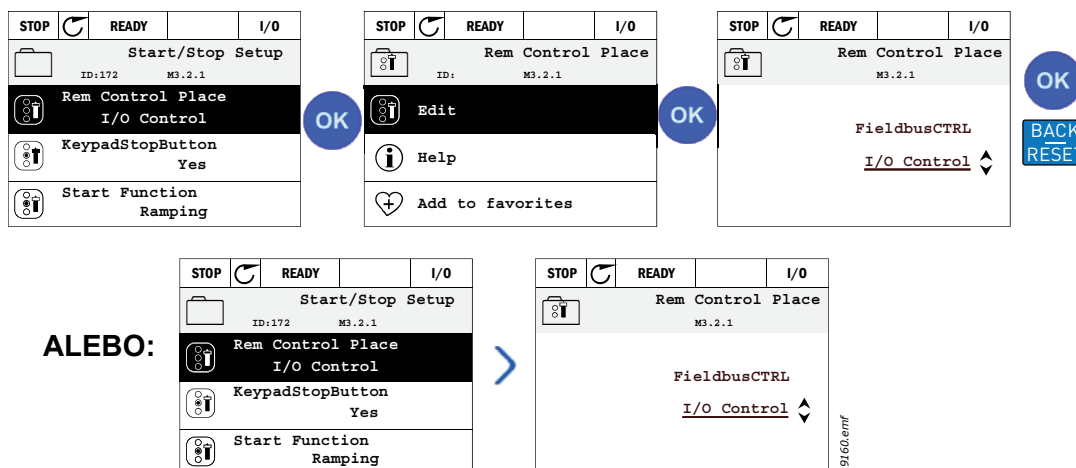 STOP READY I/O
Start/Stop Setup
ID:172 M3.2.1
Rem Control Place
I/O Control
KeypadStopButton
Yes
Start Function
Ramping
OK
STOP READY I/O
Rem Control Place
ID: M3.2.1
Edit
Help
Add to favorites
OK
STOP READY I/O
Rem Control Place
M3.2.1
FieldbusCTRL
I/O Control
OK
BACK
RESET
ALEBO:
STOP READY I/O
Start/Stop Setup
ID:172 M3.2.1
Rem Control Place
I/O Control
KeypadStopButton
Yes
Start Function
Ramping
STOP READY I/O
Rem Control Place
M3.2.1
FieldbusCTRL
I/O Control
9160.emf